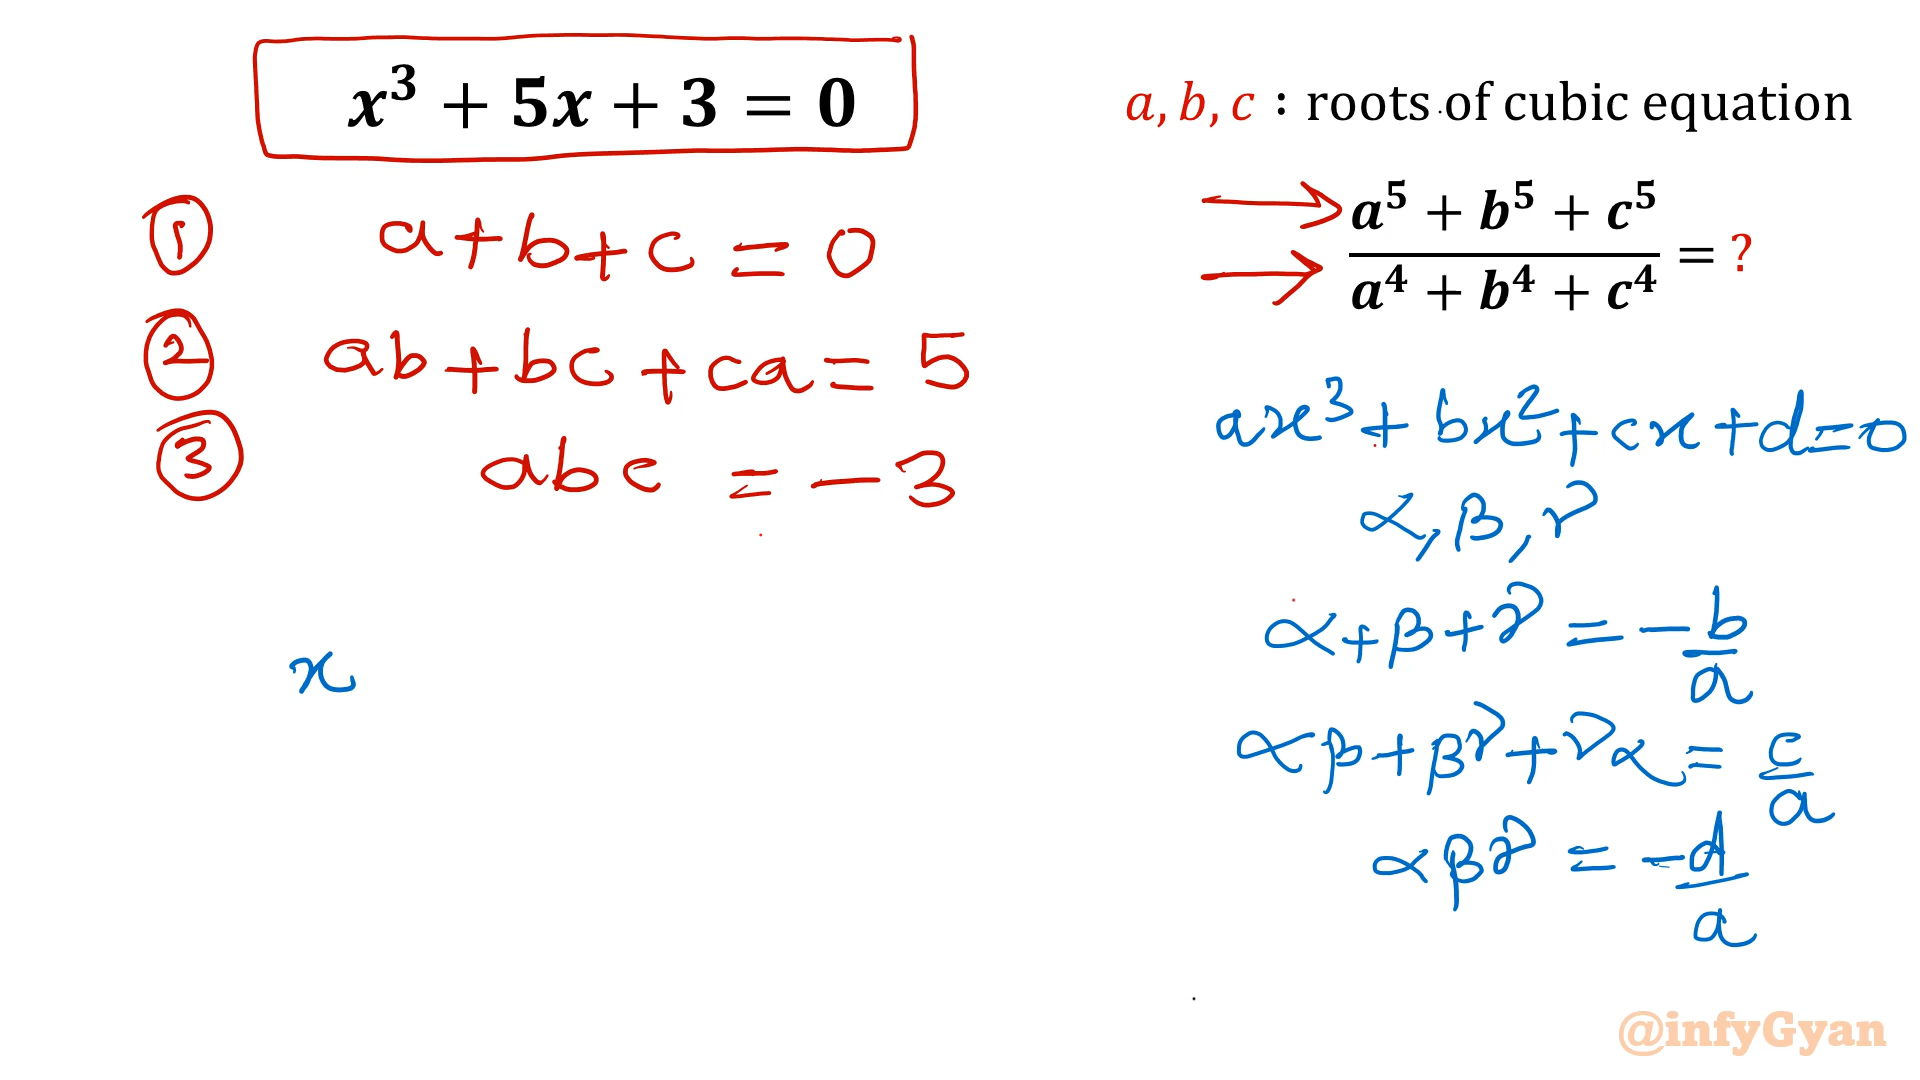 x³ + 5x + 3 = 0
① a + b + c = 0
② ab + bc + ca = 5
③ abc = -3
x
a, b, c : roots of cubic equation
a⁵ + b⁵ + c⁵
a⁴ + b⁴ + c⁴ = ?
ax³ + bx² + cx + d = 0
α, β, γ
α + β + γ = -b/a
αβ + βγ + γα = c/a
αβγ = -d/a
@infyGyan